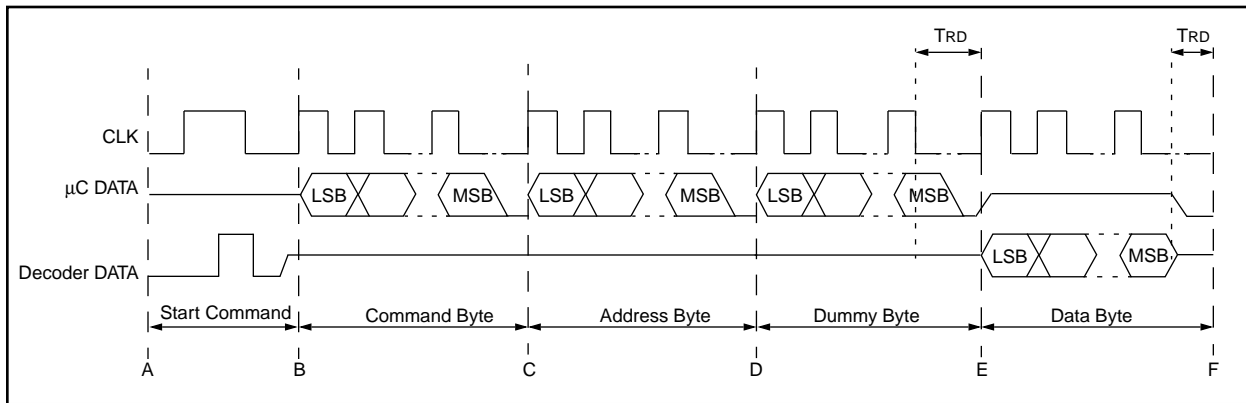 TRD TRD
CLK
μC DATA LSB MSB LSB MSB LSB MSB
Decoder DATA LSB MSB
Start Command Command Byte Address Byte Dummy Byte Data Byte
A B C D E F